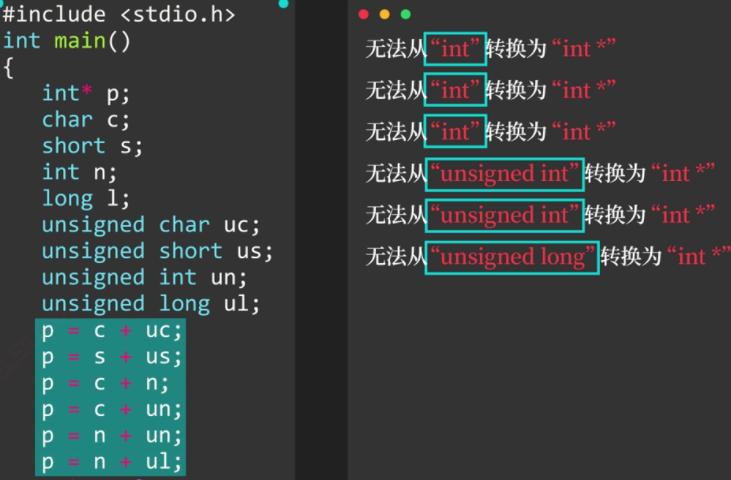 #include <stdio.h>
int main()
{
int* p;
char c;
short s;
int n;
long l;
unsigned char uc;
unsigned short us;
unsigned int un;
unsigned long ul;
p = c + uc;
p = s + us;
p = c + n;
p = c + un;
p = n + un;
p = n + ul;
无法从“int”转换为“int *”
无法从“int”转换为“int *”
无法从“int”转换为“int *”
无法从“unsigned int”转换为“int *”
无法从“unsigned int”转换为“int *”
无法从“unsigned long”转换为“int *”